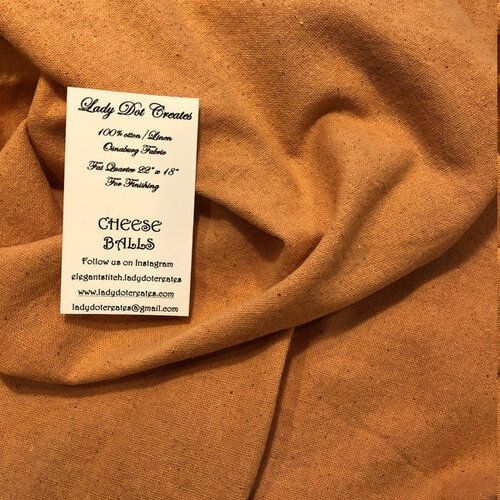 Lady Dot Creates
100% otton / Linen
Osnaburg Fabric
Fat Quarter 22" x 18"
For Finishing
CHEESE
BALLS
Follow us on Instagram
elegantstitch.ladydotcreates
www.ladydotcreates.com
ladydotcreates@gmail.com